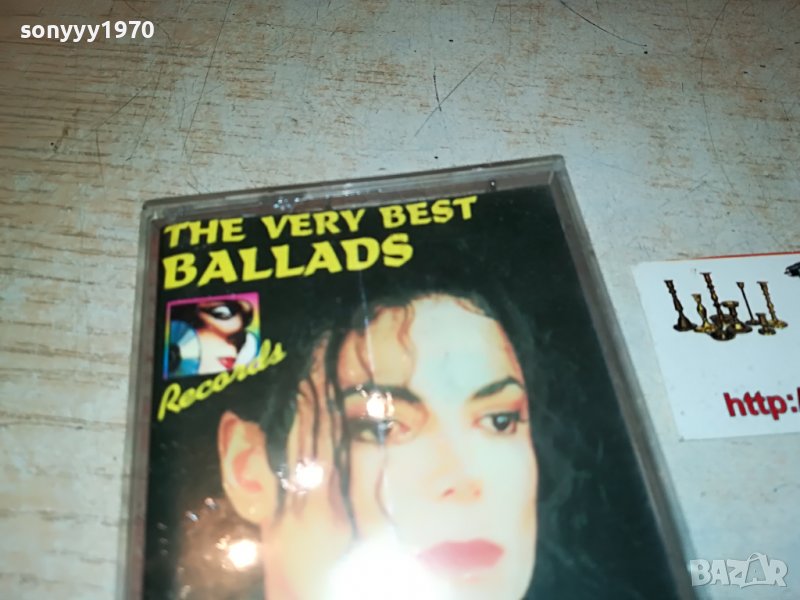 sonyyy1970
THE VERY BEST
BALLADS
Records
http:/
BAZAR